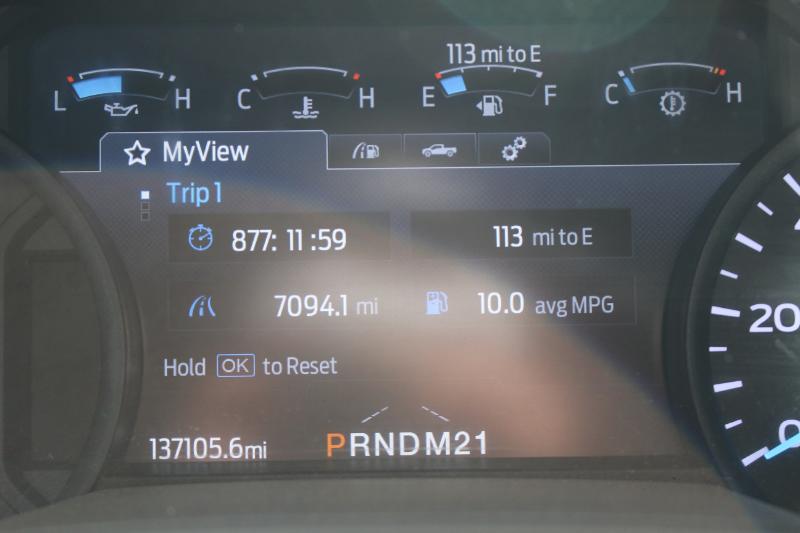 113 mi to E
L H C H E F C H
MyView
Trip 1
877: 11 :59 113 mi to E
7094.1 mi 10.0 avg MPG
20
Hold OK to Reset
137105.6mi PRNDM21
0